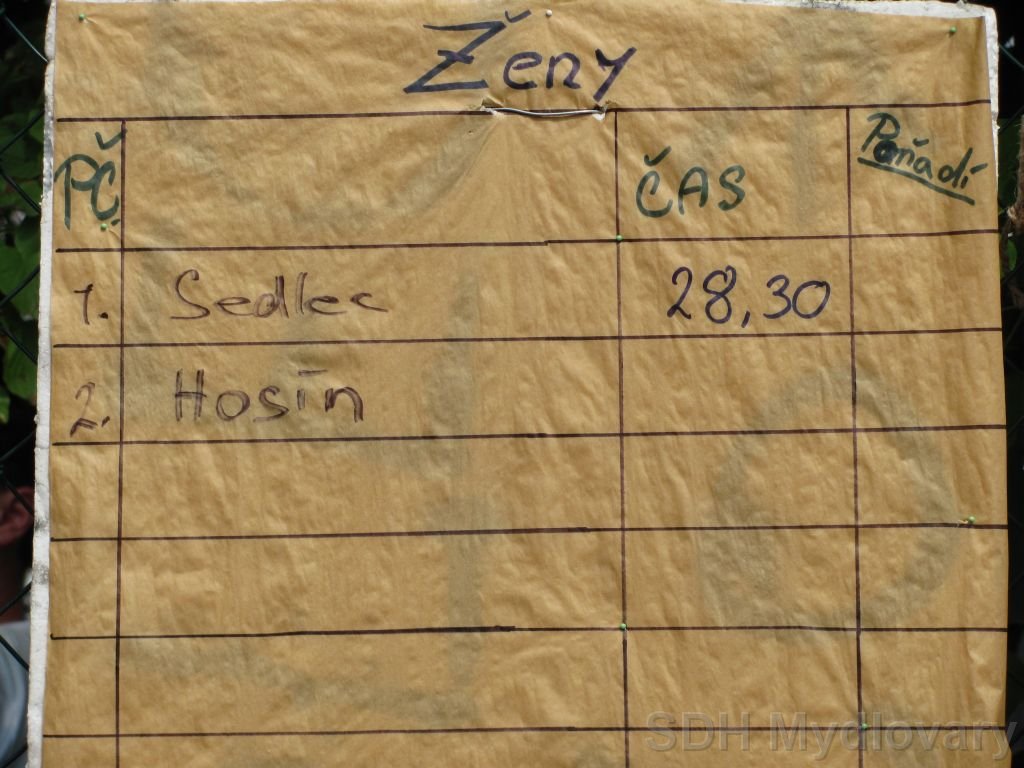 Ženy
PČ ČAS Pořadí
1. Sedlec 28,30
2. Hosín
SDH Mydlovary